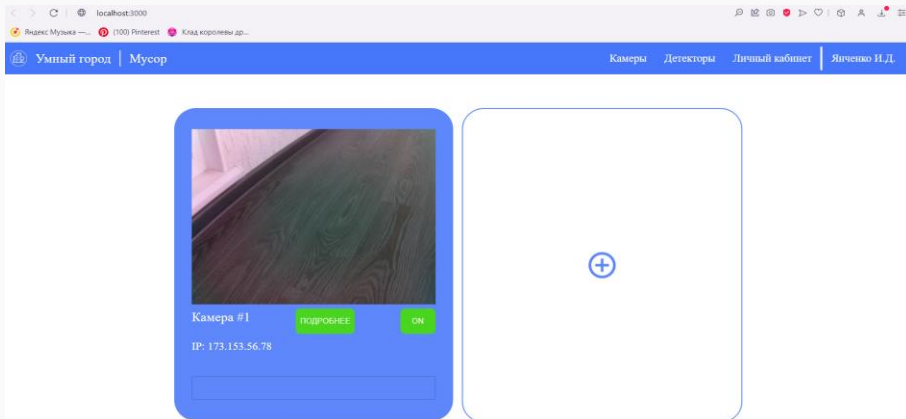 localhost:3000
Яндекс Музыка —...
(100) Pinterest
Клад королевы др...
Умный город | Мусор
Камеры
Детекторы
Личный кабинет
Янченко И.Д.
Камера #1
ПОДРОБНЕЕ
ON
IP: 173.153.56.78